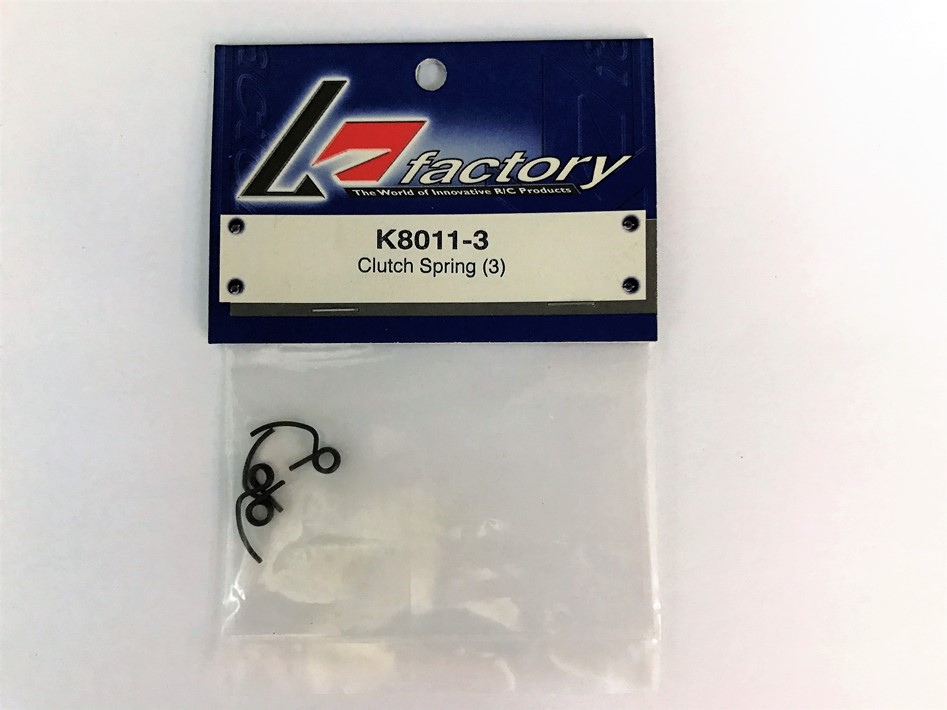 K factory
The World of Innovative R/C Products
K8011-3
Clutch Spring (3)